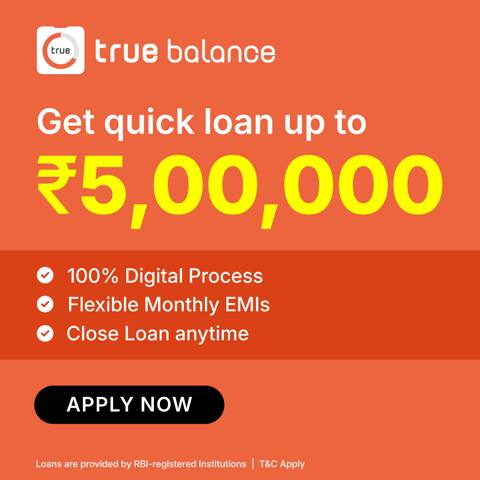 true
true balance
Get quick loan up to
₹5,00,000
100% Digital Process
Flexible Monthly EMIs
Close Loan anytime
APPLY NOW
Loans are provided by RBI-registered institutions | T&C Apply